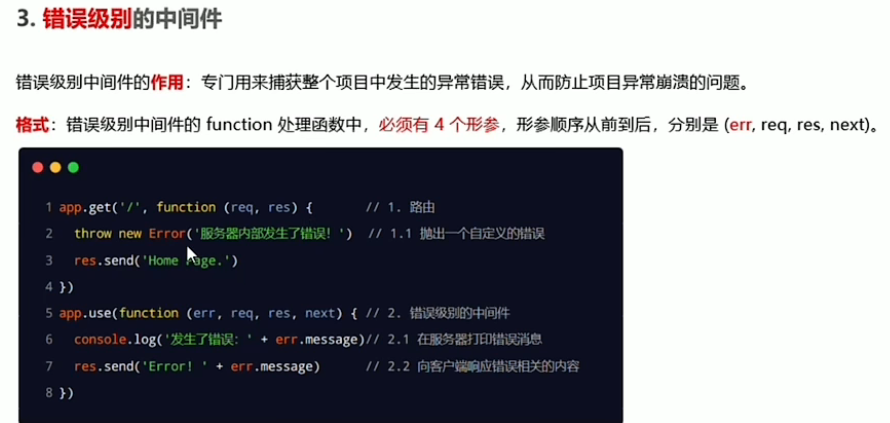 3. 错误级别的中间件
错误级别中间件的作用：专门用来捕获整个项目中发生的异常错误，从而防止项目异常崩溃的问题。
格式：错误级别中间件的 function 处理函数中，必须有 4 个形参，形参顺序从前到后，分别是 (err, req, res, next)。
1 app.get('/', function (req, res) { // 1. 路由
2 throw new Error('服务器内部发生了错误！') // 1.1 抛出一个自定义的错误
3 res.send('Home Page.')
4 })
5 app.use(function (err, req, res, next) { // 2. 错误级别的中间件
6 console.log('发生了错误：' + err.message)// 2.1 在服务器打印错误消息
7 res.send('Error! ' + err.message) // 2.2 向客户端响应错误相关的内容
8 })